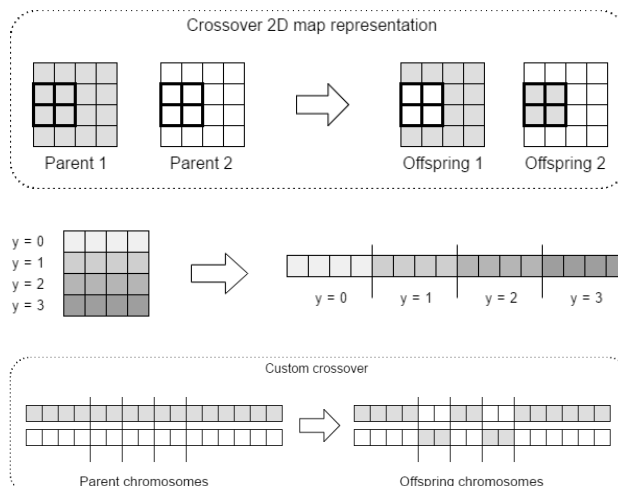 Crossover 2D map representation
Parent 1 Parent 2 Offspring 1 Offspring 2
y = 0
y = 1
y = 2
y = 3
y = 0 y = 1 y = 2 y = 3
Custom crossover
Parent chromosomes Offspring chromosomes